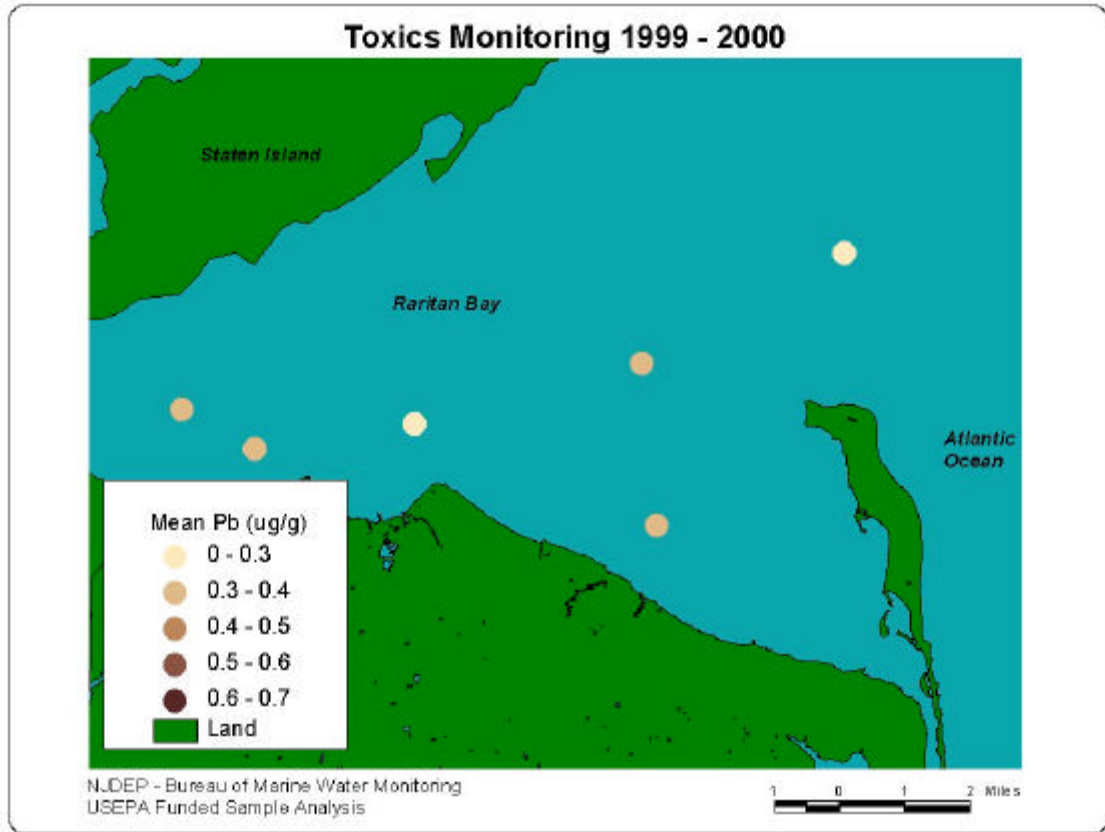 Toxics Monitoring 1999 - 2000
Staten Island
Raritan Bay
Atlantic
Ocean
Mean Pb (ug/g)
0 - 0.3
0.3 - 0.4
0.4 - 0.5
0.5 - 0.6
0.6 - 0.7
Land
NJDEP - Bureau of Marine Water Monitoring
USEPA Funded Sample Analysis
1 0 1 2 Miles